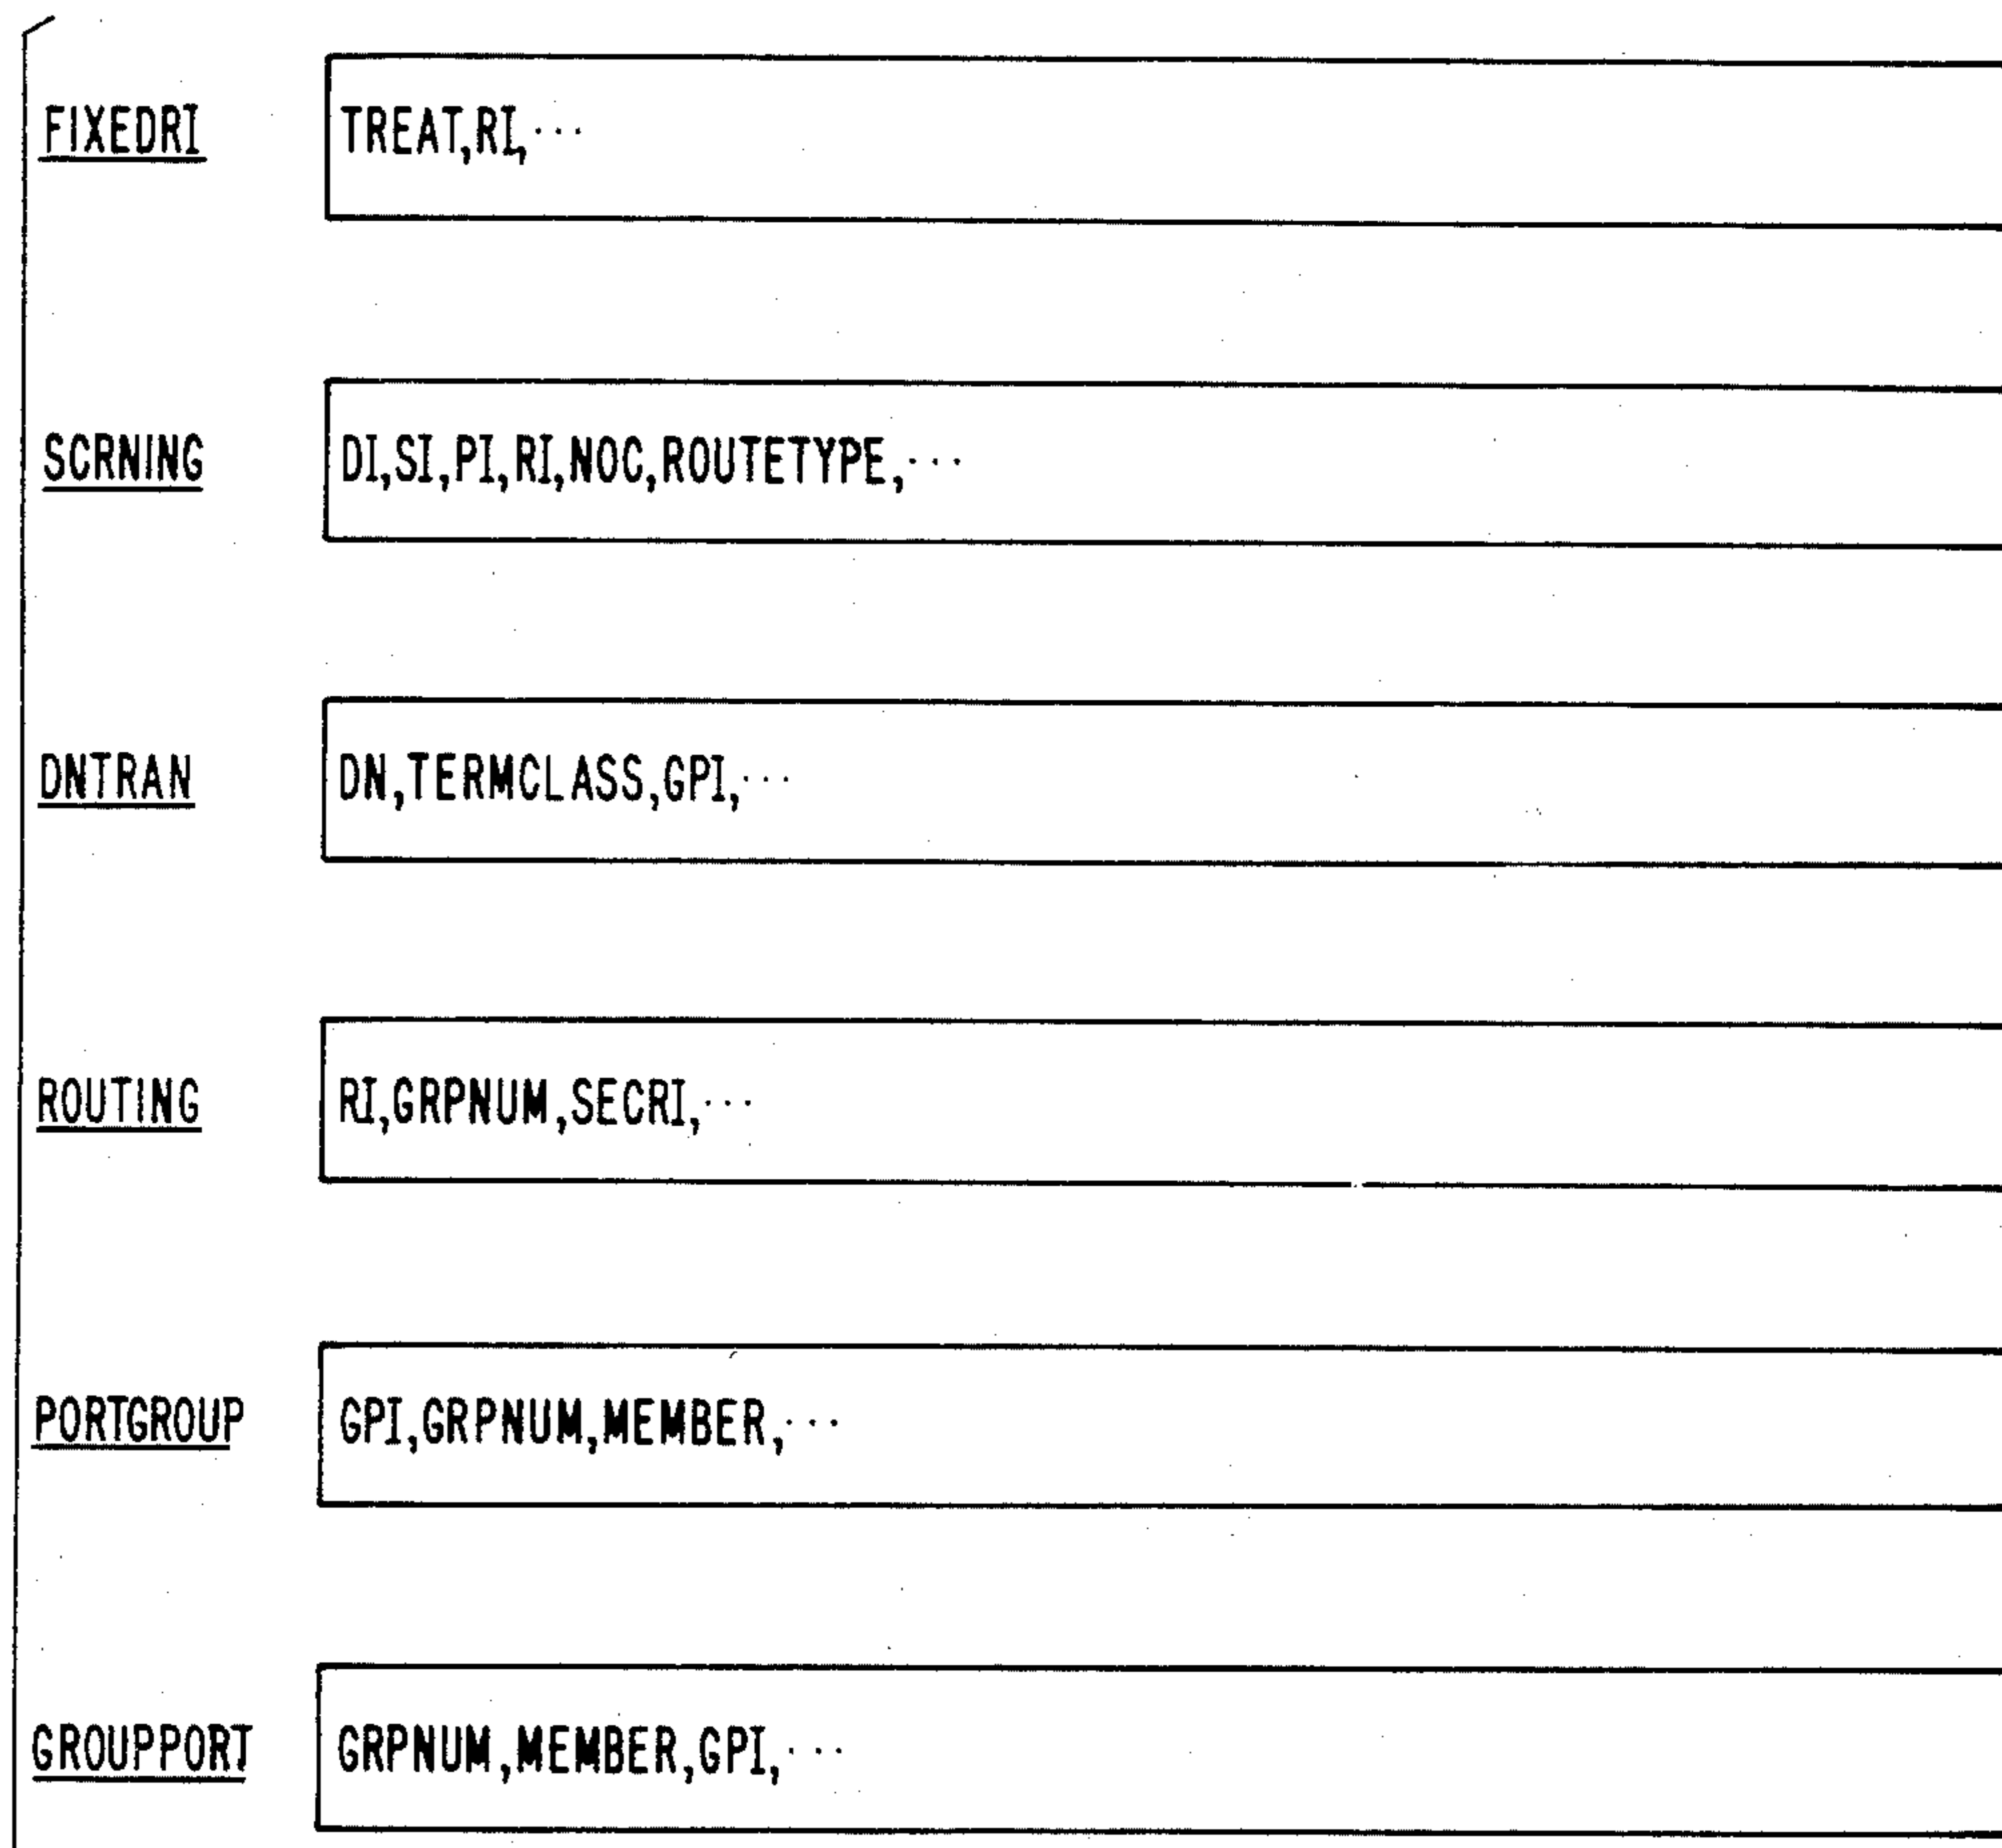 FIXEDRI TREAT,RI,...
SCRNING DI,SI,PI,RI,NOC,ROUTETYPE,...
DNTRAN DN,TERMCLASS,GPI,...
ROUTING RI,GRPNUM,SECRI,...
PORTGROUP GPI,GRPNUM,MEMBER,...
GROUPPORT GRPNUM,MEMBER,GPI,...